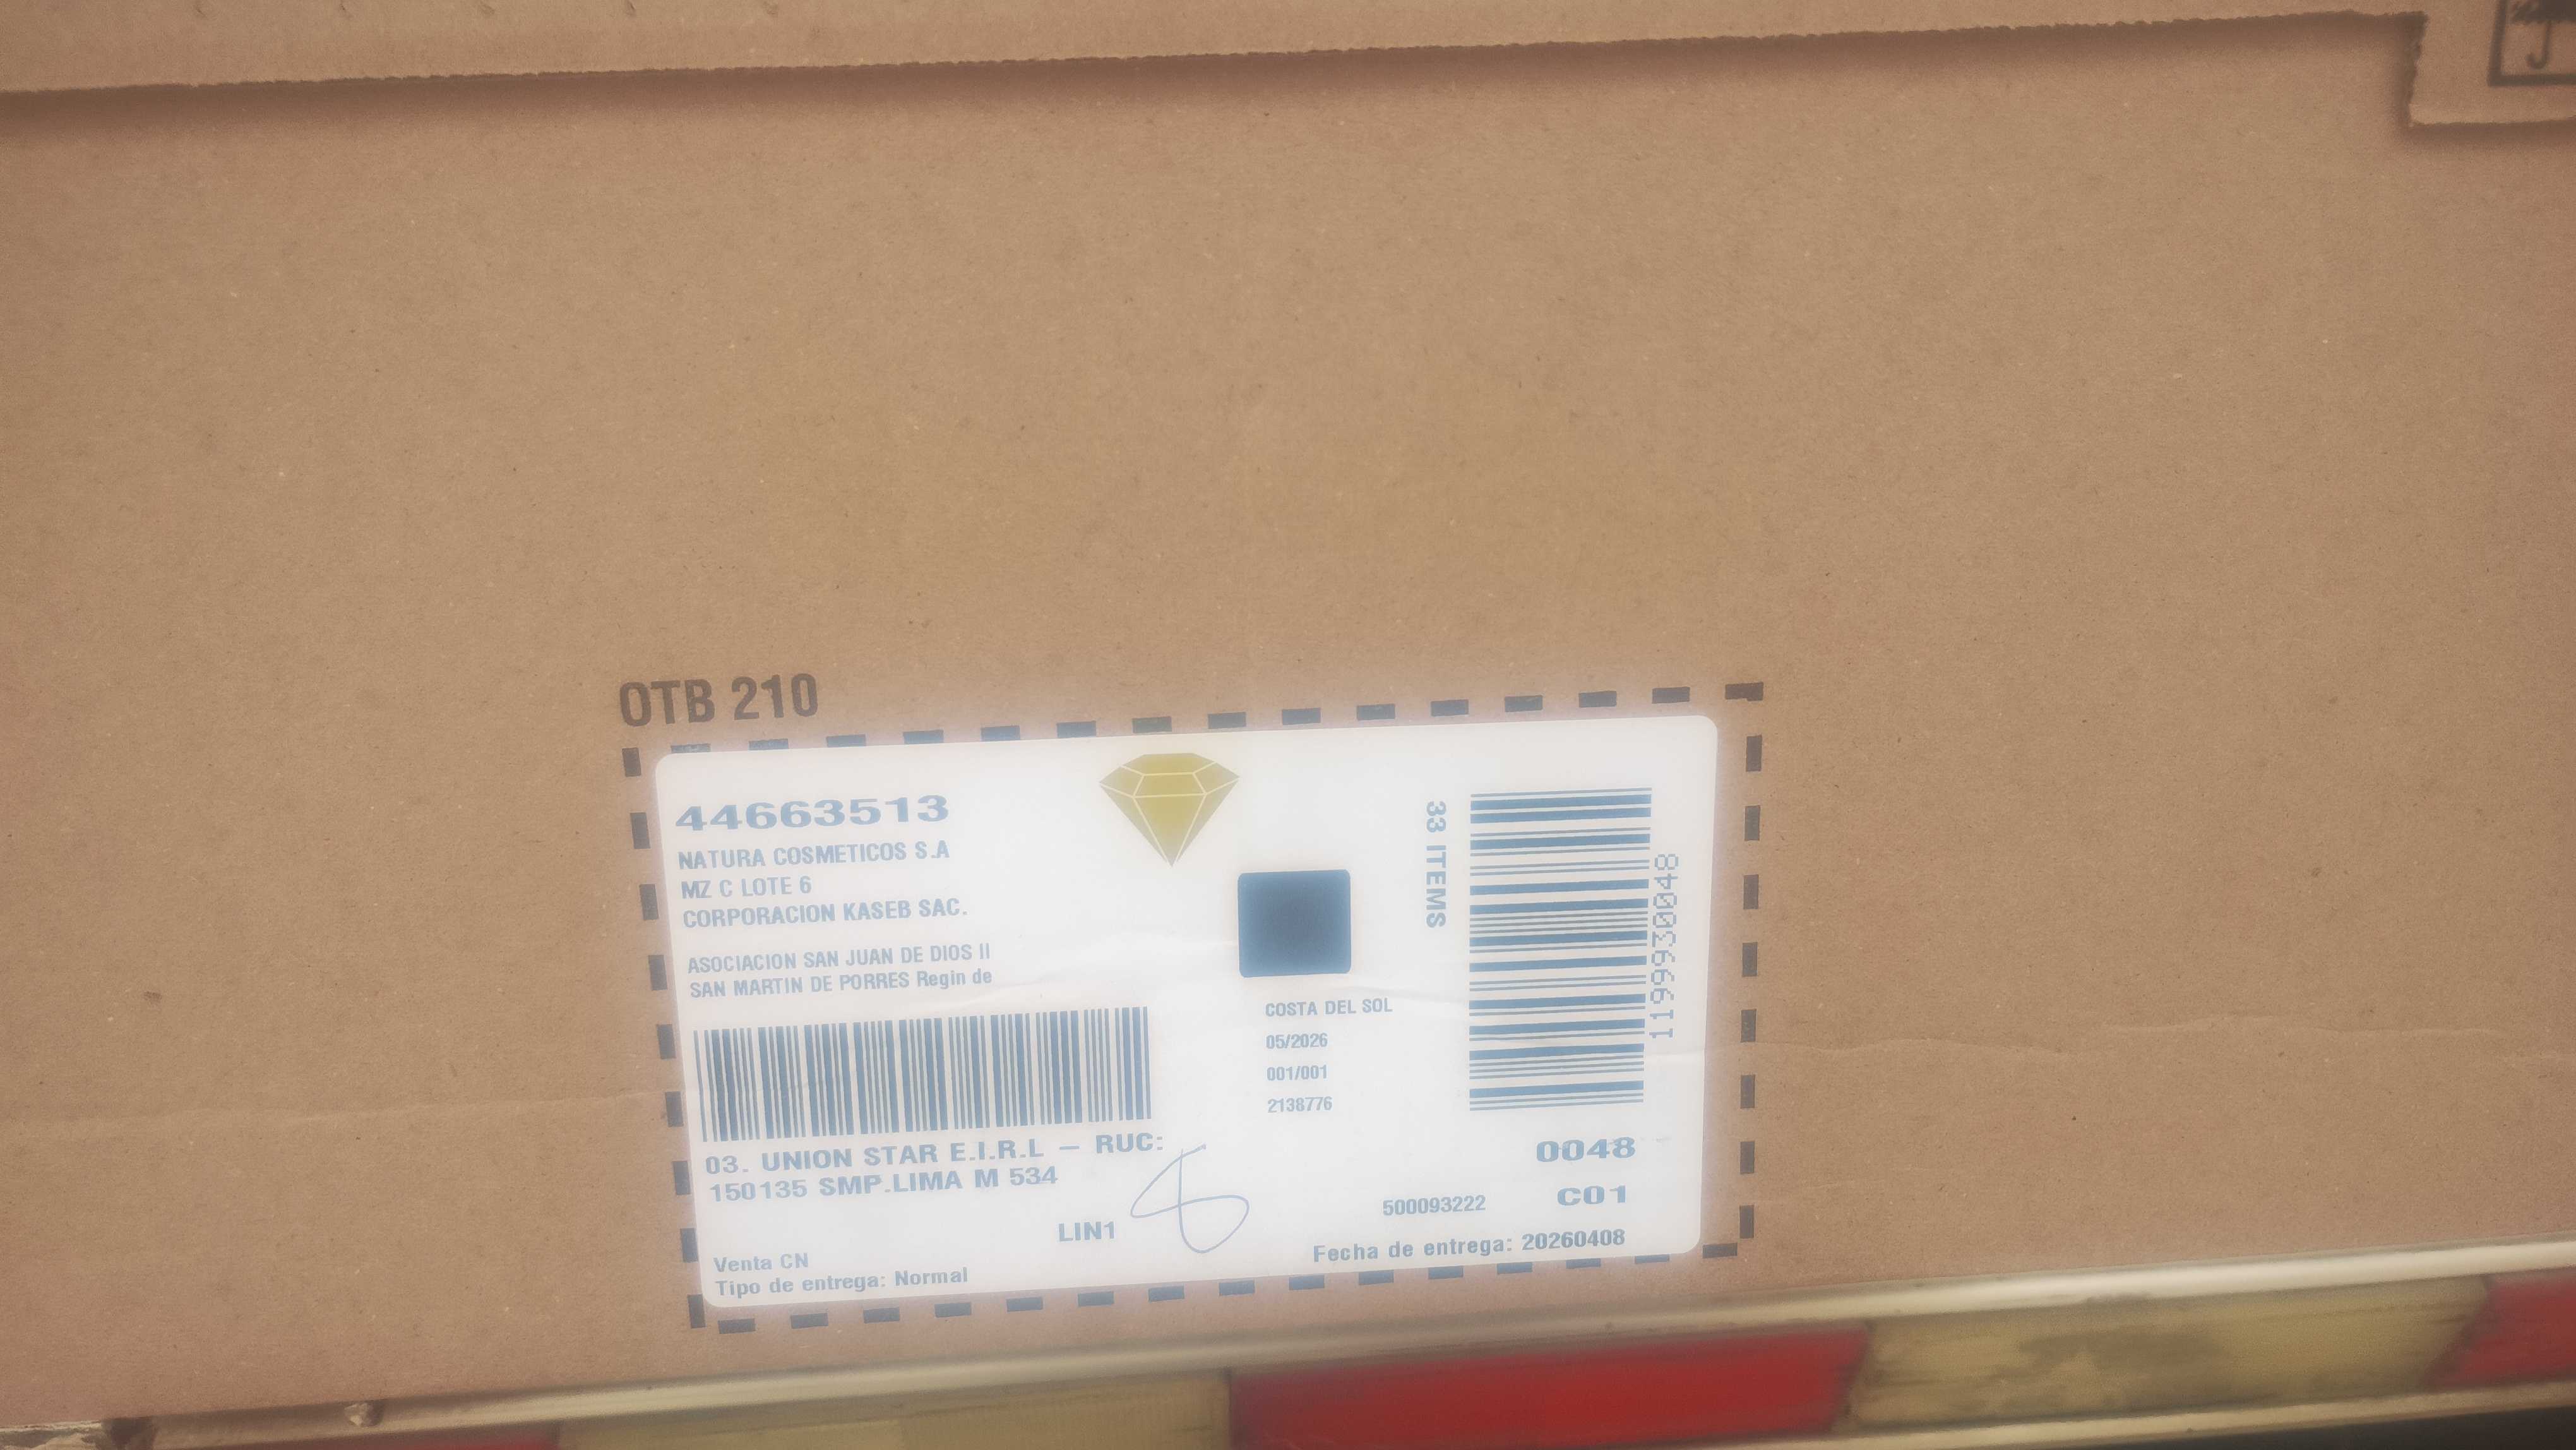 OTB 210
44663513
NATURA COSMETICOS S.A
MZ C LOTE 6
CORPORACION KASEB SAC.
ASOCIACION SAN JUAN DE DIOS II
SAN MARTIN DE PORRES Regin de
03. UNION STAR E.I.R.L – RUC:
150135 SMP.LIMA M 534
LIN1
8
Venta CN
Tipo de entrega: Normal
COSTA DEL SOL
05/2026
001/001
2138776
33 ITEMS
1199930048
0048
500093222
C01
Fecha de entrega: 20260408